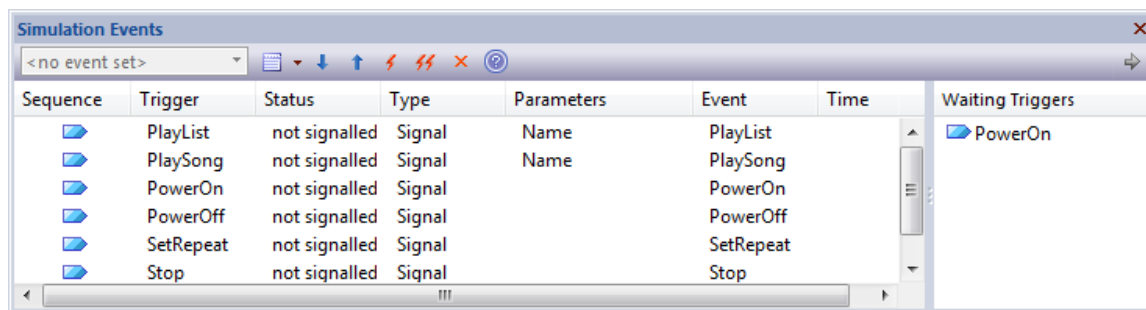 Simulation Events
<no event set>
Sequence Trigger Status Type Parameters Event Time Waiting Triggers
PlayList not signalled Signal Name PlayList PowerOn
PlaySong not signalled Signal Name PlaySong
PowerOn not signalled Signal PowerOn
PowerOff not signalled Signal PowerOff
SetRepeat not signalled Signal SetRepeat
Stop not signalled Signal Stop